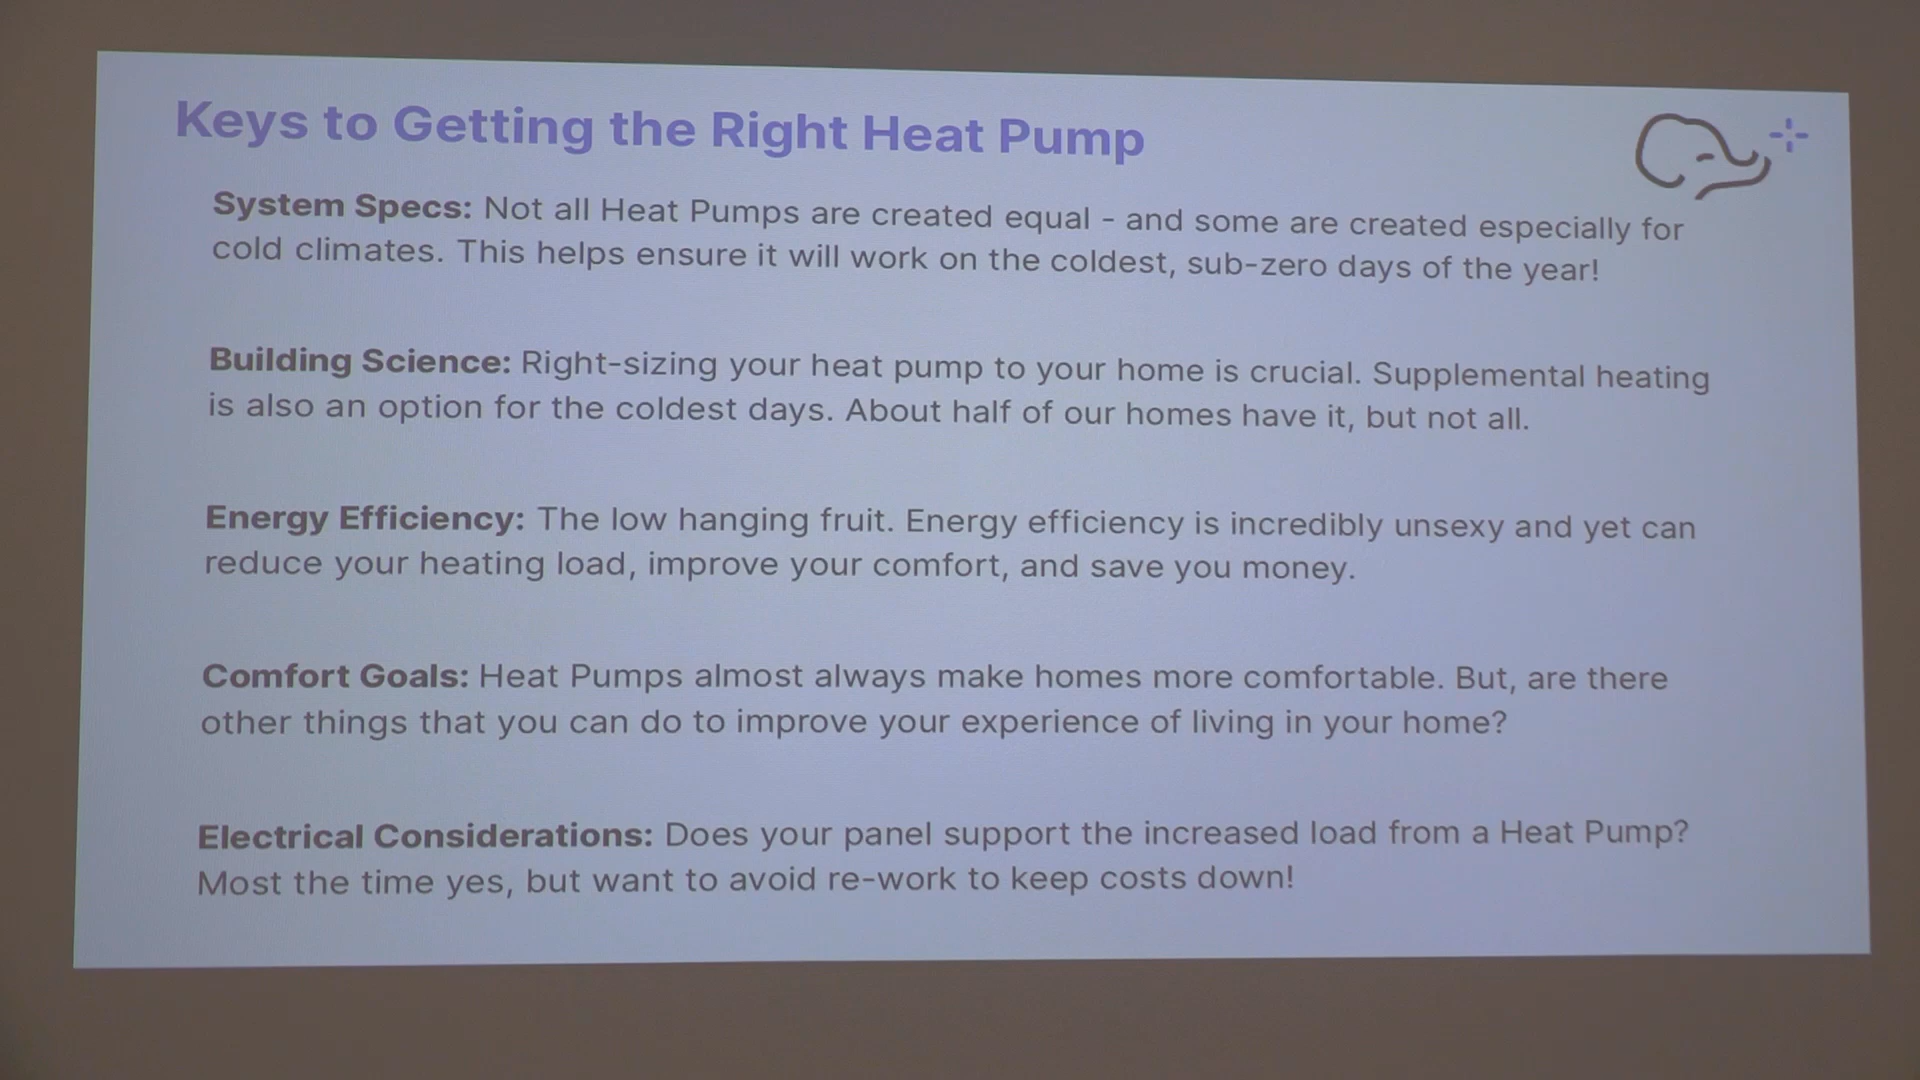 Keys to Getting the Right Heat Pump
System Specs: Not all Heat Pumps are created equal - and some are created especially for
cold climates. This helps ensure it will work on the coldest, sub-zero days of the year!
Building Science: Right-sizing your heat pump to your home is crucial. Supplemental heating
is also an option for the coldest days. About half of our homes have it, but not all.
Energy Efficiency: The low hanging fruit. Energy efficiency is incredibly unsexy and yet can
reduce your heating load, improve your comfort, and save you money.
Comfort Goals: Heat Pumps almost always make homes more comfortable. But, are there
other things that you can do to improve your experience of living in your home?
Electrical Considerations: Does your panel support the increased load from a Heat Pump?
Most the time yes, but want to avoid re-work to keep costs down!